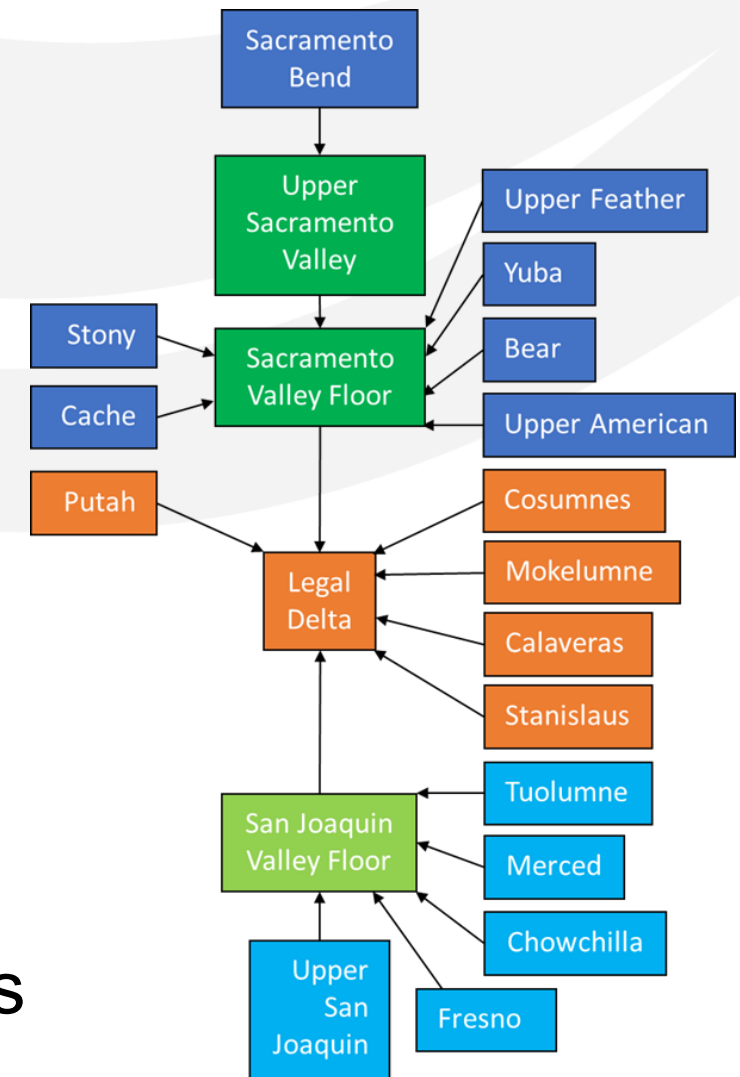 Sacramento
Bend
Upper
Sacramento
Valley
Upper Feather
Yuba
Stony
Sacramento
Valley Floor
Bear
Cache
Upper American
Putah
Cosumnes
Legal
Delta
Mokelumne
Calaveras
Stanislaus
Tuolumne
San Joaquin
Valley Floor
Merced
Chowchilla
Upper
San
Joaquin
Fresno
s